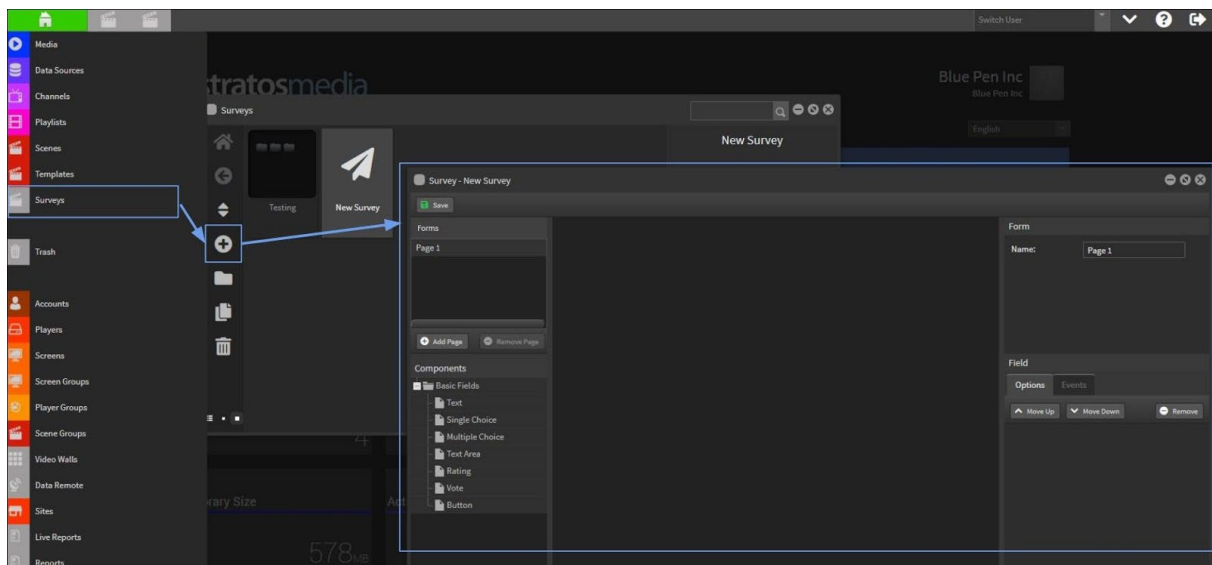 Switch User
Media
Data Sources
Channels
Playlists
Scenes
Templates
Surveys
Trash
Accounts
Players
Screens
Screen Groups
Player Groups
Scene Groups
Video Walls
Data Remote
Sites
Live Reports
Reports
stratosmedia
Blue Pen Inc
Blue Pen Inc
English
Surveys
Testing
New Survey
New Survey
Survey - New Survey
Save
Forms
Page 1
Add Page
Remove Page
Components
Basic Fields
Text
Single Choice
Multiple Choice
Text Area
Rating
Vote
Button
Form
Name:
Page 1
Field
Options
Events
Move Up
Move Down
Remove
4
rary Size
Act
578MB